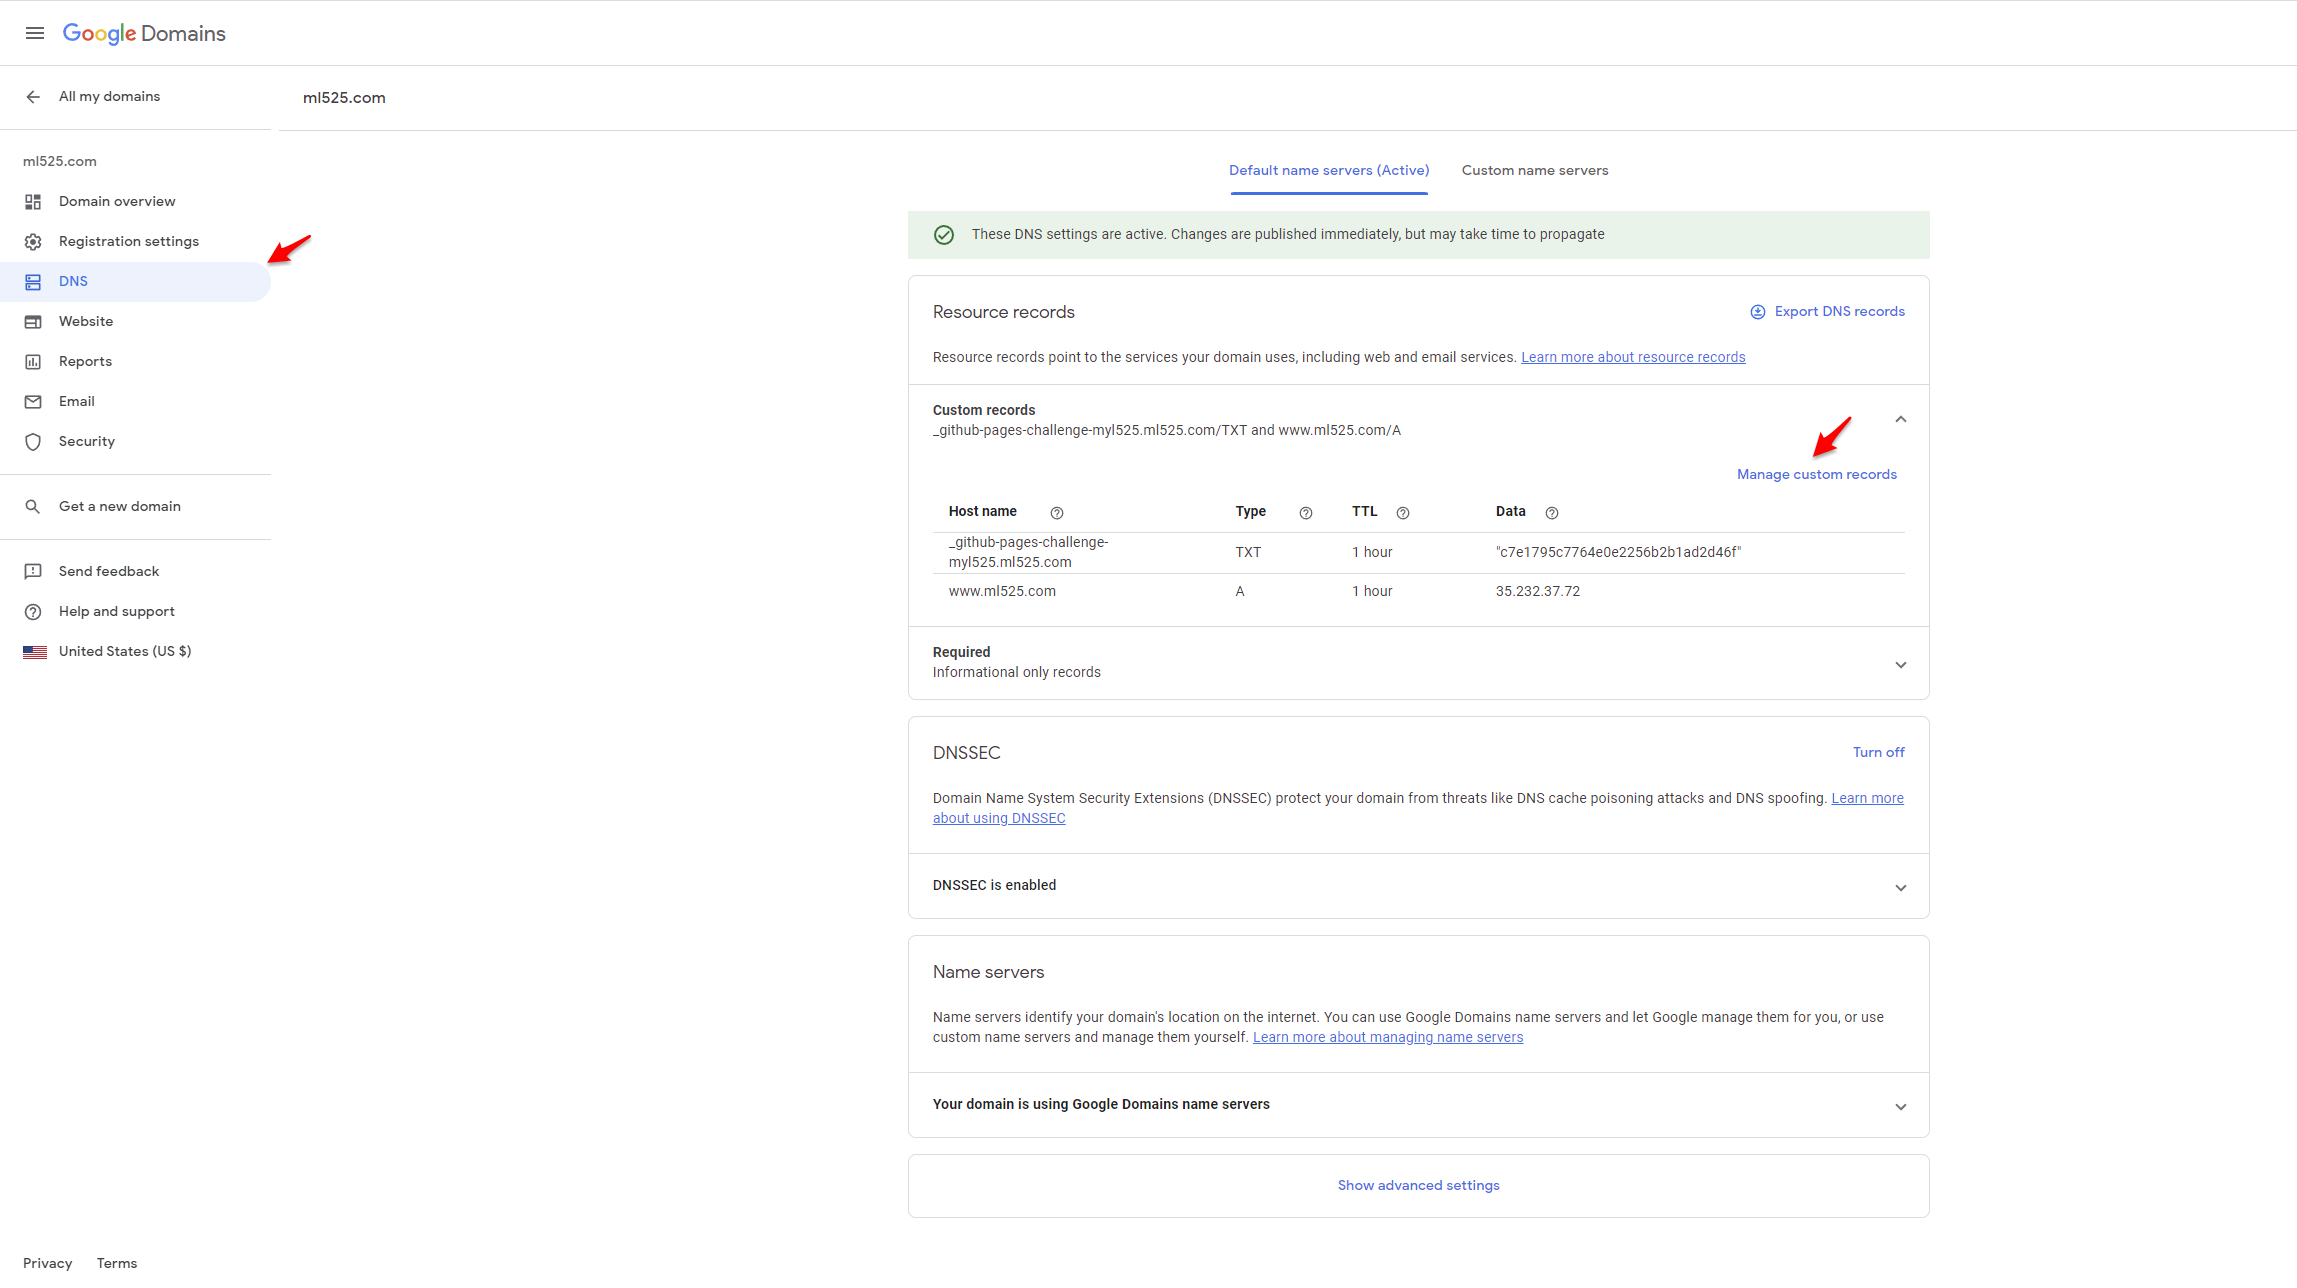 Google Domains
All my domains
ml525.com
ml525.com
Domain overview
Registration settings
DNS
Website
Reports
Email
Security
Get a new domain
Send feedback
Help and support
United States (US $)
Default name servers (Active)
Custom name servers
These DNS settings are active. Changes are published immediately, but may take time to propagate
Resource records
Export DNS records
Resource records point to the services your domain uses, including web and email services. Learn more about resource records
Custom records
_github-pages-challenge-myl525.ml525.com/TXT and www.ml525.com/A
Manage custom records
Host name Type TTL Data
_github-pages-challenge-
myl525.ml525.com
TXT 1 hour "c7e1795c7764e0e2256b2b1ad2d46f"
www.ml525.com A 1 hour 35.232.37.72
Required
Informational only records
DNSSEC
Turn off
Domain Name System Security Extensions (DNSSEC) protect your domain from threats like DNS cache poisoning attacks and DNS spoofing. Learn more
about using DNSSEC
DNSSEC is enabled
Name servers
Name servers identify your domain's location on the internet. You can use Google Domains name servers and let Google manage them for you, or use
custom name servers and manage them yourself. Learn more about managing name servers
Your domain is using Google Domains name servers
Show advanced settings
Privacy Terms